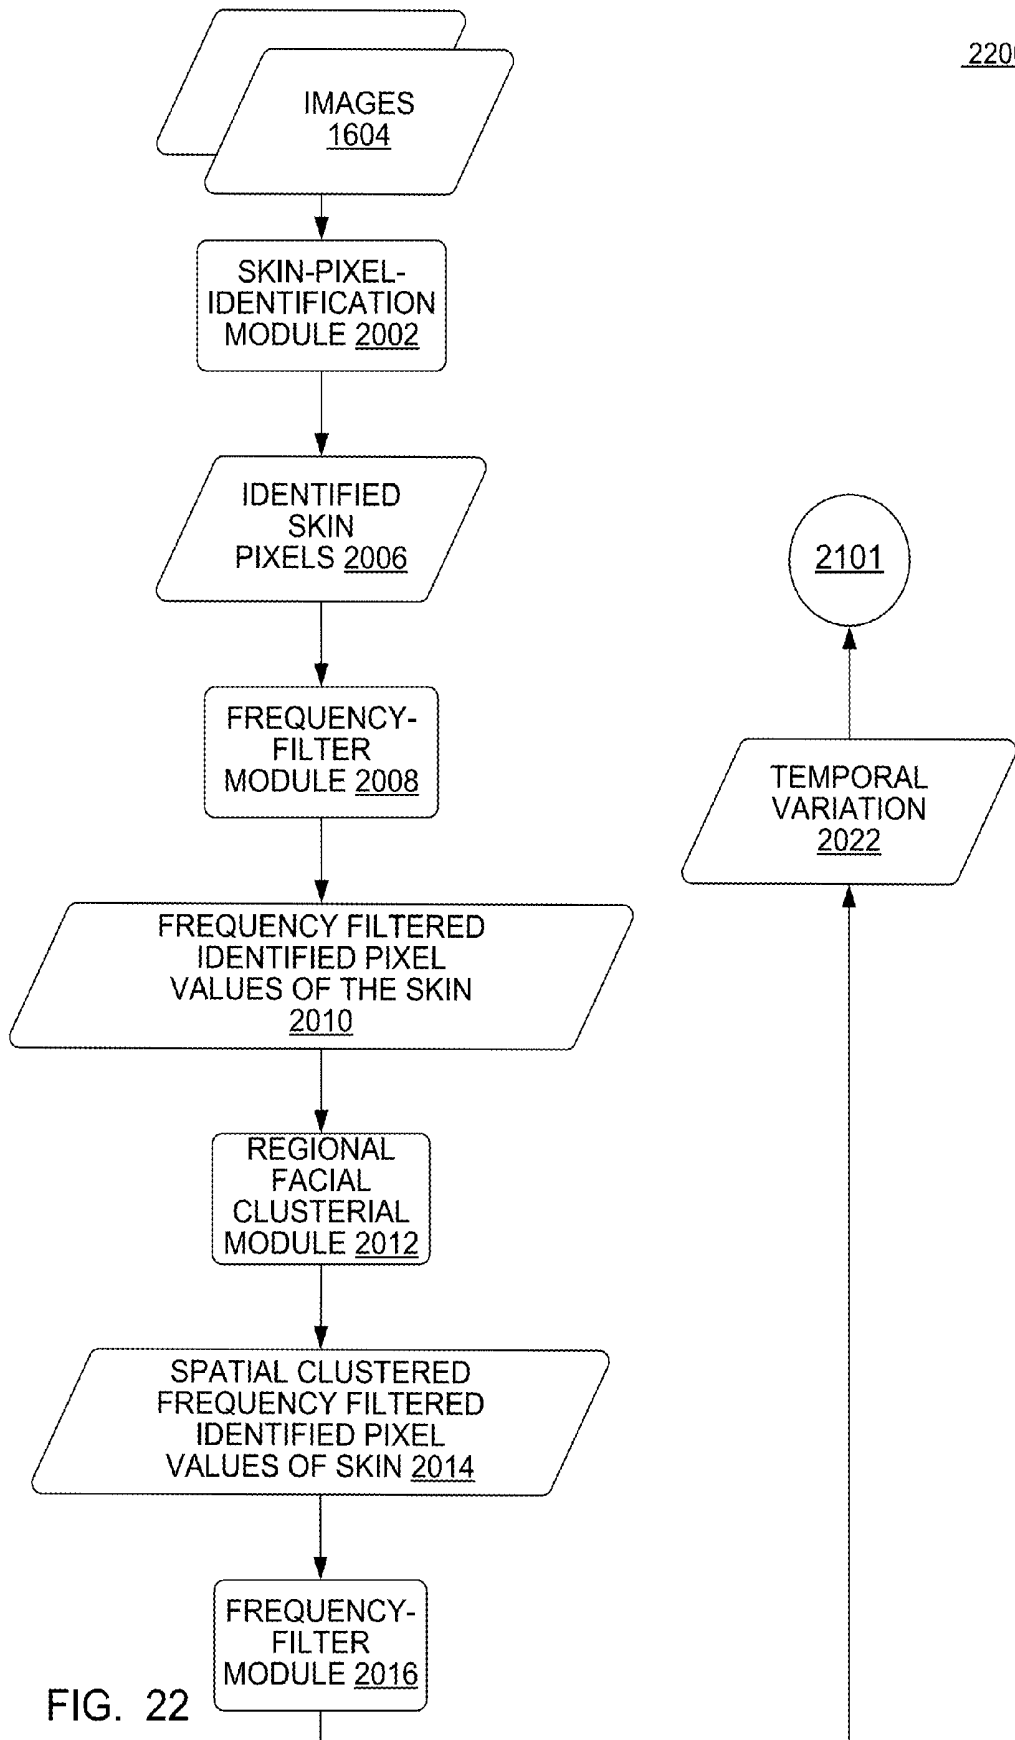 IMAGES
1604
SKIN-PIXEL-
IDENTIFICATION
MODULE 2002
IDENTIFIED
SKIN
PIXELS 2006
FREQUENCY-
FILTER
MODULE 2008
FREQUENCY FILTERED
IDENTIFIED PIXEL
VALUES OF THE SKIN
2010
REGIONAL
FACIAL
CLUSTERIAL
MODULE 2012
SPATIAL CLUSTERED
FREQUENCY FILTERED
IDENTIFIED PIXEL
VALUES OF SKIN 2014
FREQUENCY-
FILTER
MODULE 2016
FIG. 22
2200
2101
TEMPORAL
VARIATION
2022